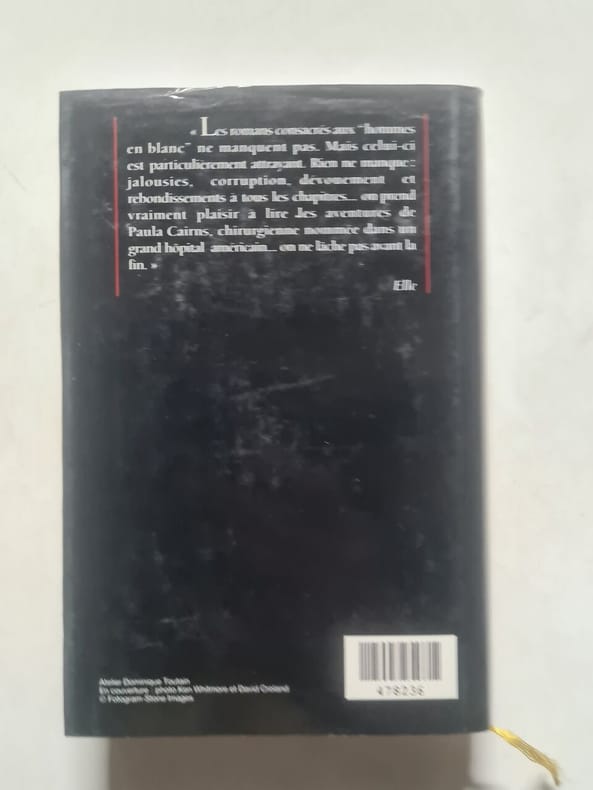 « Les romans consacrés aux "hommes
en blanc" ne manquent pas. Mais celui-ci
est particulièrement attrayant. Rien ne manque :
jalousies, corruption, dévouement et
rebondissements à tous les chapitres... on prend
vraiment plaisir à lire les aventures de
Paula Cairns, chirurgienne nommée dans un
grand hôpital américain... on ne lâche pas avant la
fin. »
Elle
Atelier Dominique Toutain
En couverture : photo Ken Whitmore et David Creland
© Fotogram-Stone Images
478236